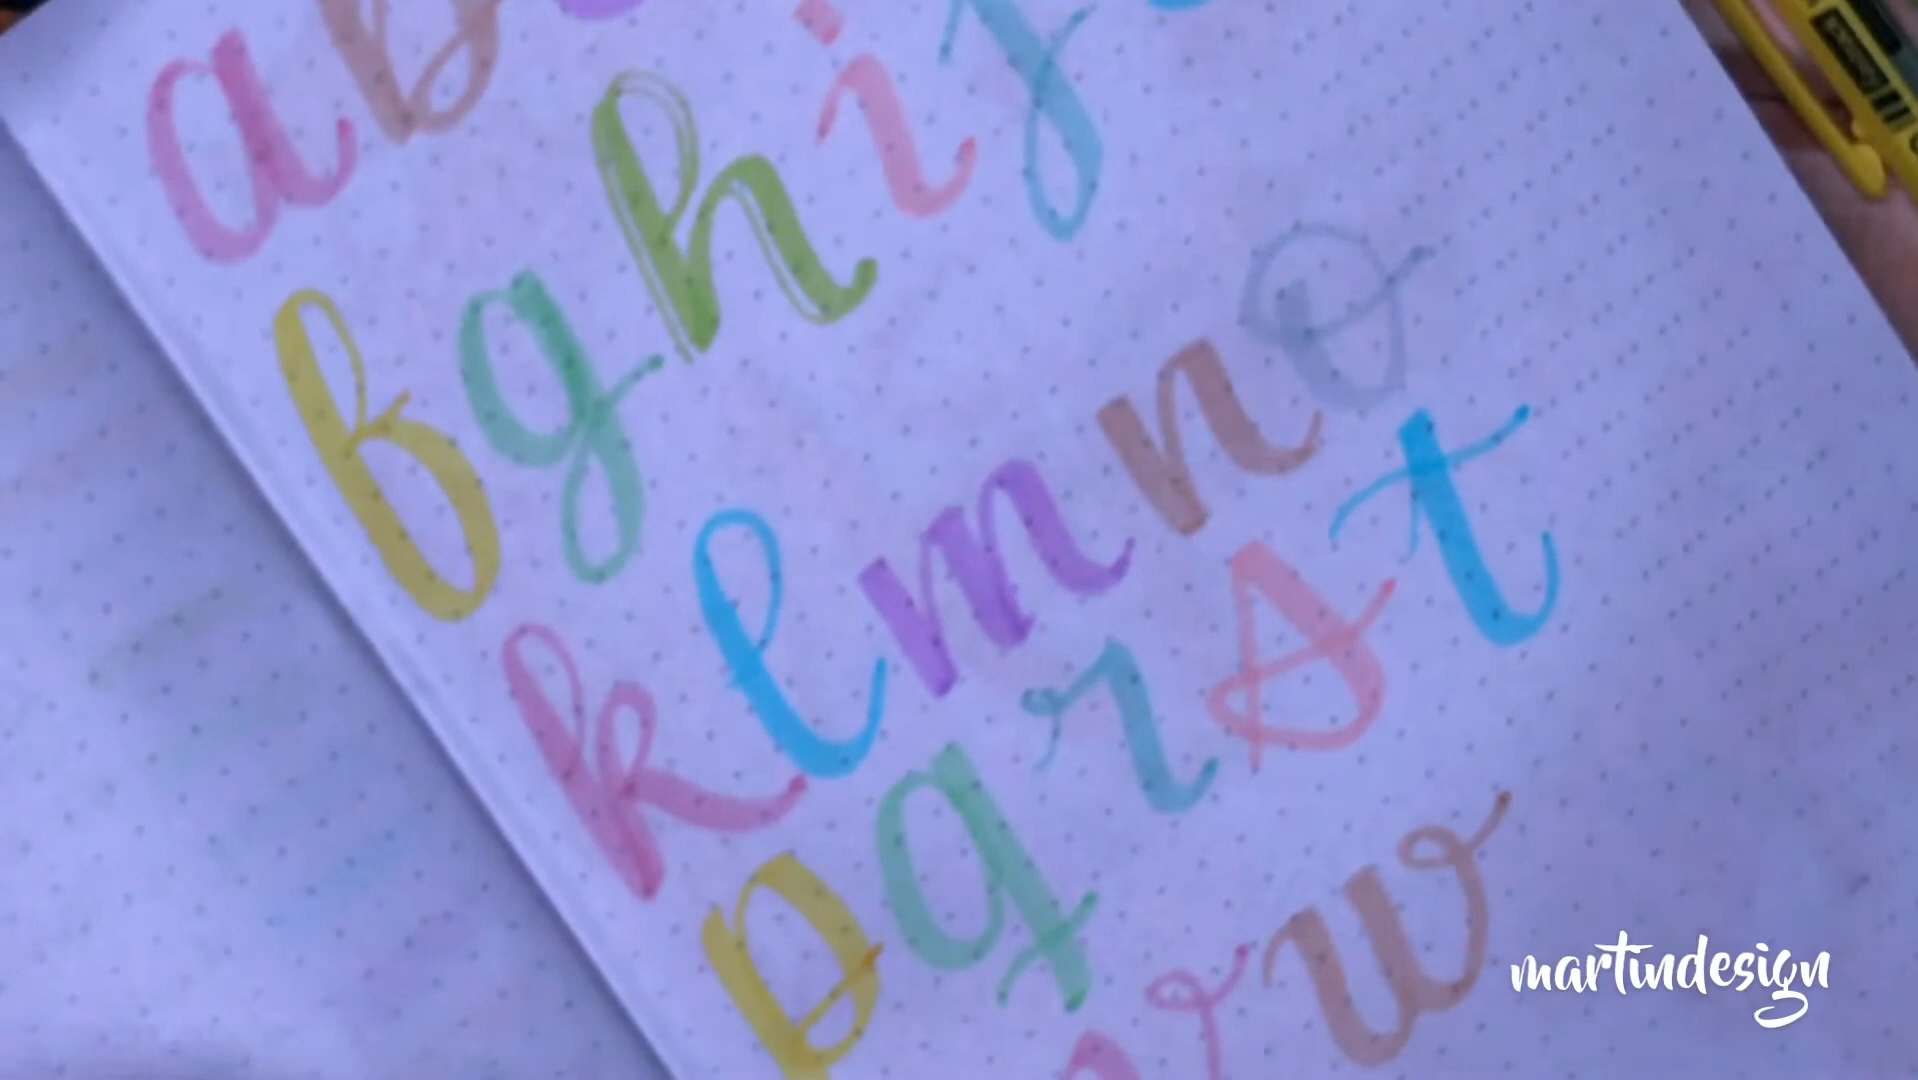 a b
f g h i j
k l m n o
p q r s t
v w
martindesign